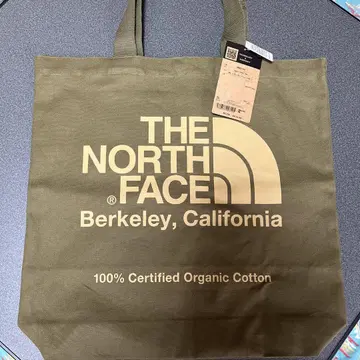 THE
NORTH
FACE
®
Berkeley, California
100% Certified Organic Cotton